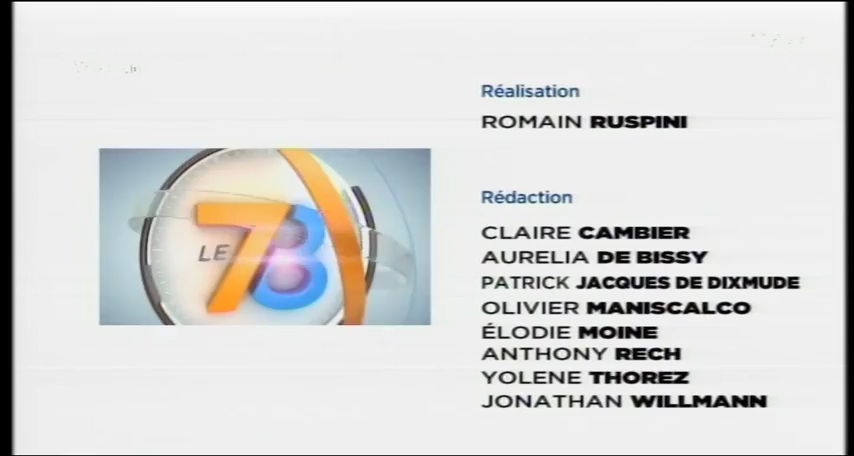 LE 78
Réalisation
ROMAIN RUSPINI
Rédaction
CLAIRE CAMBIER
AURELIA DE BISSY
PATRICK JACQUES DE DIXMUDE
OLIVIER MANISCALCO
ÉLODIE MOINE
ANTHONY RECH
YOLENE THOREZ
JONATHAN WILLMANN